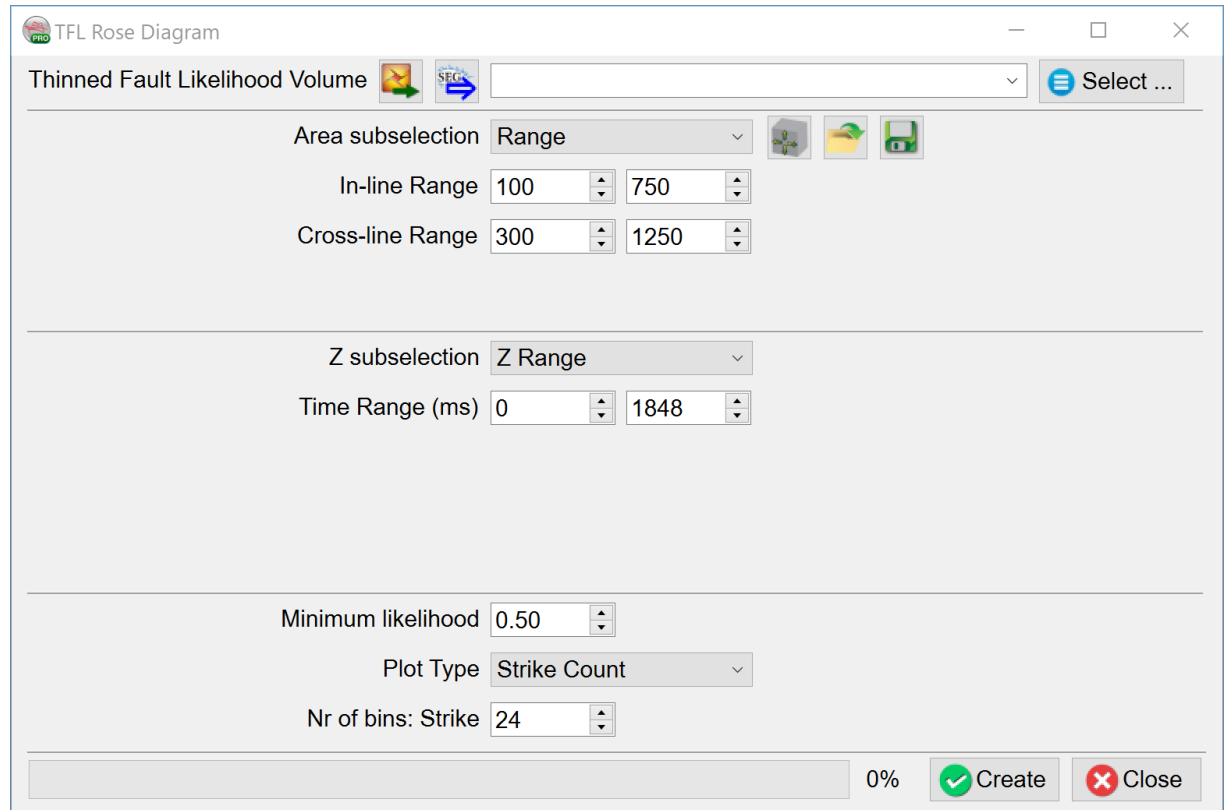 TFL Rose Diagram
Thinned Fault Likelihood Volume SEG Select ...
Area subselection Range
In-line Range 100 750
Cross-line Range 300 1250
Z subselection Z Range
Time Range (ms) 0 1848
Minimum likelihood 0.50
Plot Type Strike Count
Nr of bins: Strike 24
0% Create Close